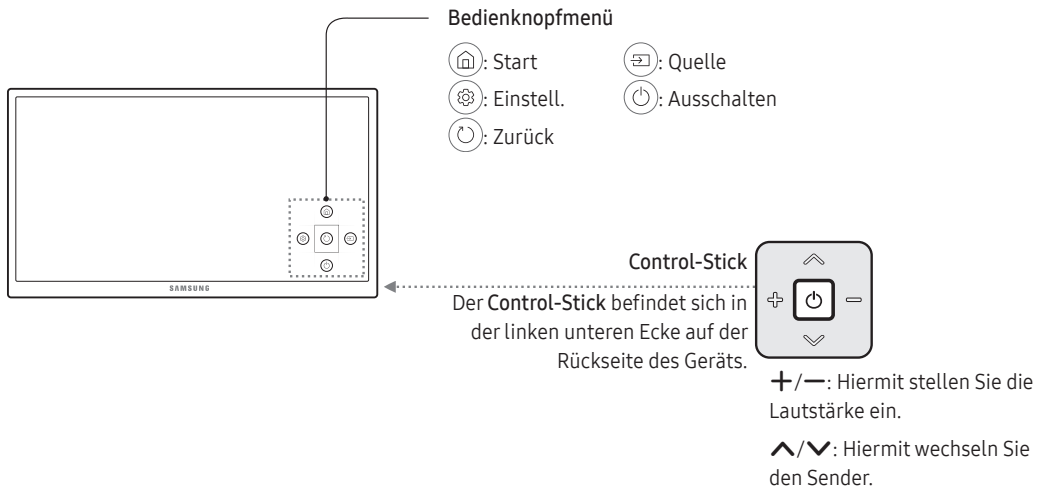 Bedienknopfmenü
: Start
: Quelle
: Einstell.
: Ausschalten
: Zurück
SAMSUNG
Control-Stick
Der Control-Stick befindet sich in
der linken unteren Ecke auf der
Rückseite des Geräts.
+/−: Hiermit stellen Sie die
Lautstärke ein.
∧/∨: Hiermit wechseln Sie
den Sender.